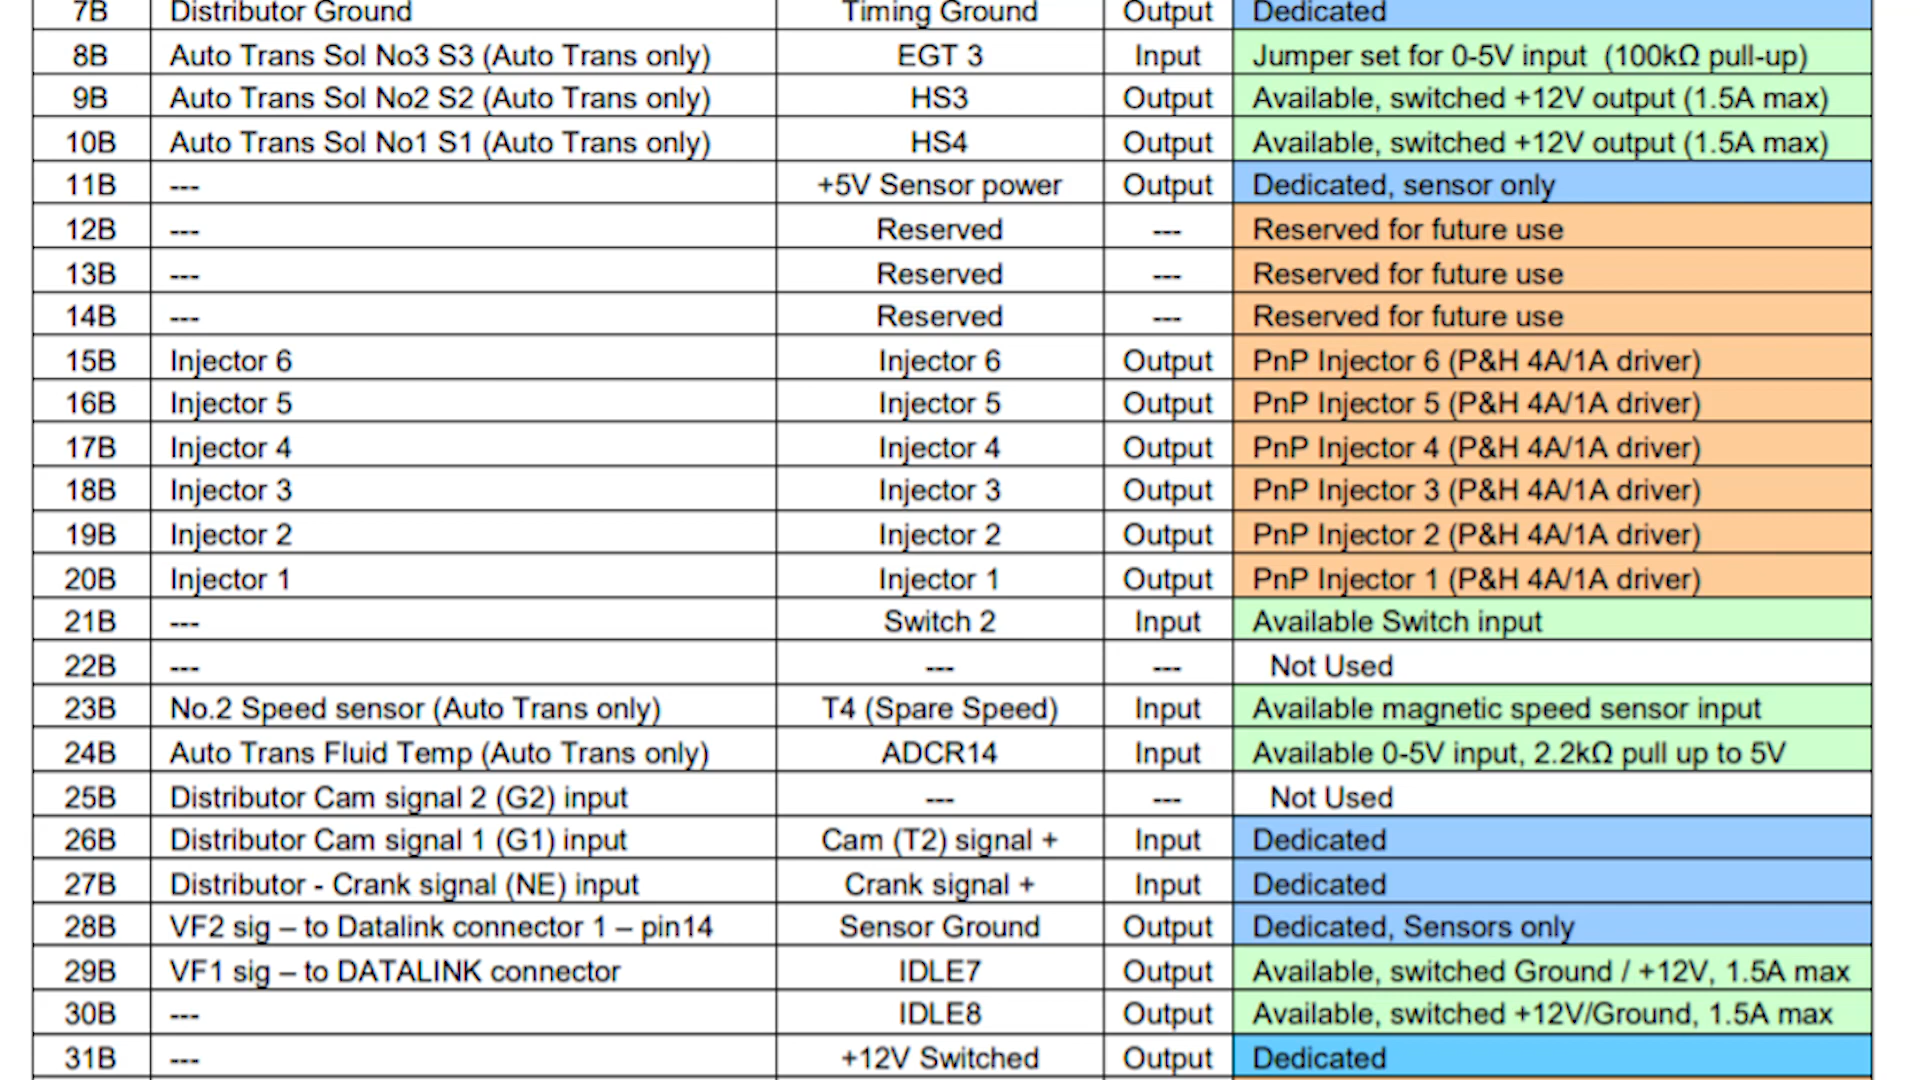 7B Distributor Ground Timing Ground Output Dedicated
8B Auto Trans Sol No3 S3 (Auto Trans only) EGT 3 Input Jumper set for 0-5V input (100kΩ pull-up)
9B Auto Trans Sol No2 S2 (Auto Trans only) HS3 Output Available, switched +12V output (1.5A max)
10B Auto Trans Sol No1 S1 (Auto Trans only) HS4 Output Available, switched +12V output (1.5A max)
11B --- +5V Sensor power Output Dedicated, sensor only
12B --- Reserved --- Reserved for future use
13B --- Reserved --- Reserved for future use
14B --- Reserved --- Reserved for future use
15B Injector 6 Injector 6 Output PnP Injector 6 (P&H 4A/1A driver)
16B Injector 5 Injector 5 Output PnP Injector 5 (P&H 4A/1A driver)
17B Injector 4 Injector 4 Output PnP Injector 4 (P&H 4A/1A driver)
18B Injector 3 Injector 3 Output PnP Injector 3 (P&H 4A/1A driver)
19B Injector 2 Injector 2 Output PnP Injector 2 (P&H 4A/1A driver)
20B Injector 1 Injector 1 Output PnP Injector 1 (P&H 4A/1A driver)
21B --- Switch 2 Input Available Switch input
22B --- --- --- Not Used
23B No.2 Speed sensor (Auto Trans only) T4 (Spare Speed) Input Available magnetic speed sensor input
24B Auto Trans Fluid Temp (Auto Trans only) ADCR14 Input Available 0-5V input, 2.2kΩ pull up to 5V
25B Distributor Cam signal 2 (G2) input --- --- Not Used
26B Distributor Cam signal 1 (G1) input Cam (T2) signal + Input Dedicated
27B Distributor - Crank signal (NE) input Crank signal + Input Dedicated
28B VF2 sig – to Datalink connector 1 – pin14 Sensor Ground Output Dedicated, Sensors only
29B VF1 sig – to DATALINK connector IDLE7 Output Available, switched Ground / +12V, 1.5A max
30B --- IDLE8 Output Available, switched +12V/Ground, 1.5A max
31B --- +12V Switched Output Dedicated